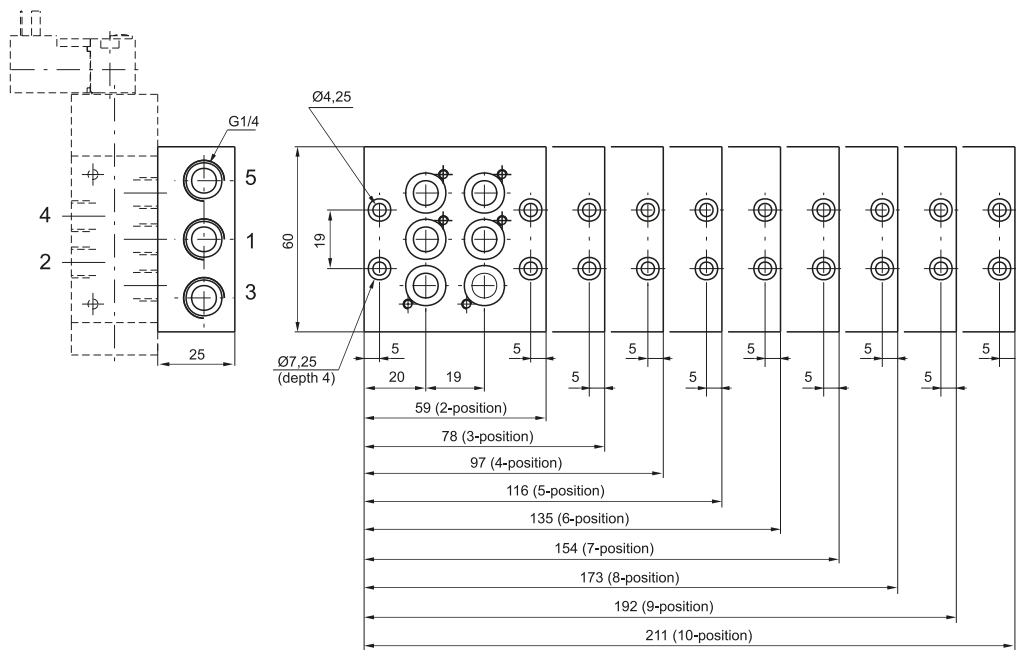 Ø4,25
G1/4
5
4
1
2
3
60
19
25
Ø7,25
(depth 4)
5
5
5
5
5
5
5
5
5
5
20
19
59 (2-position)
78 (3-position)
97 (4-position)
116 (5-position)
135 (6-position)
154 (7-position)
173 (8-position)
192 (9-position)
211 (10-position)